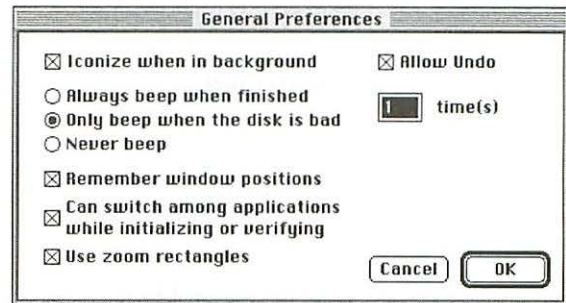 General Preferences
Iconize when in background
Allow Undo
Always beep when finished
1 time(s)
Only beep when the disk is bad
Never beep
Remember window positions
Can switch among applications
while initializing or verifying
Use zoom rectangles
Cancel
OK